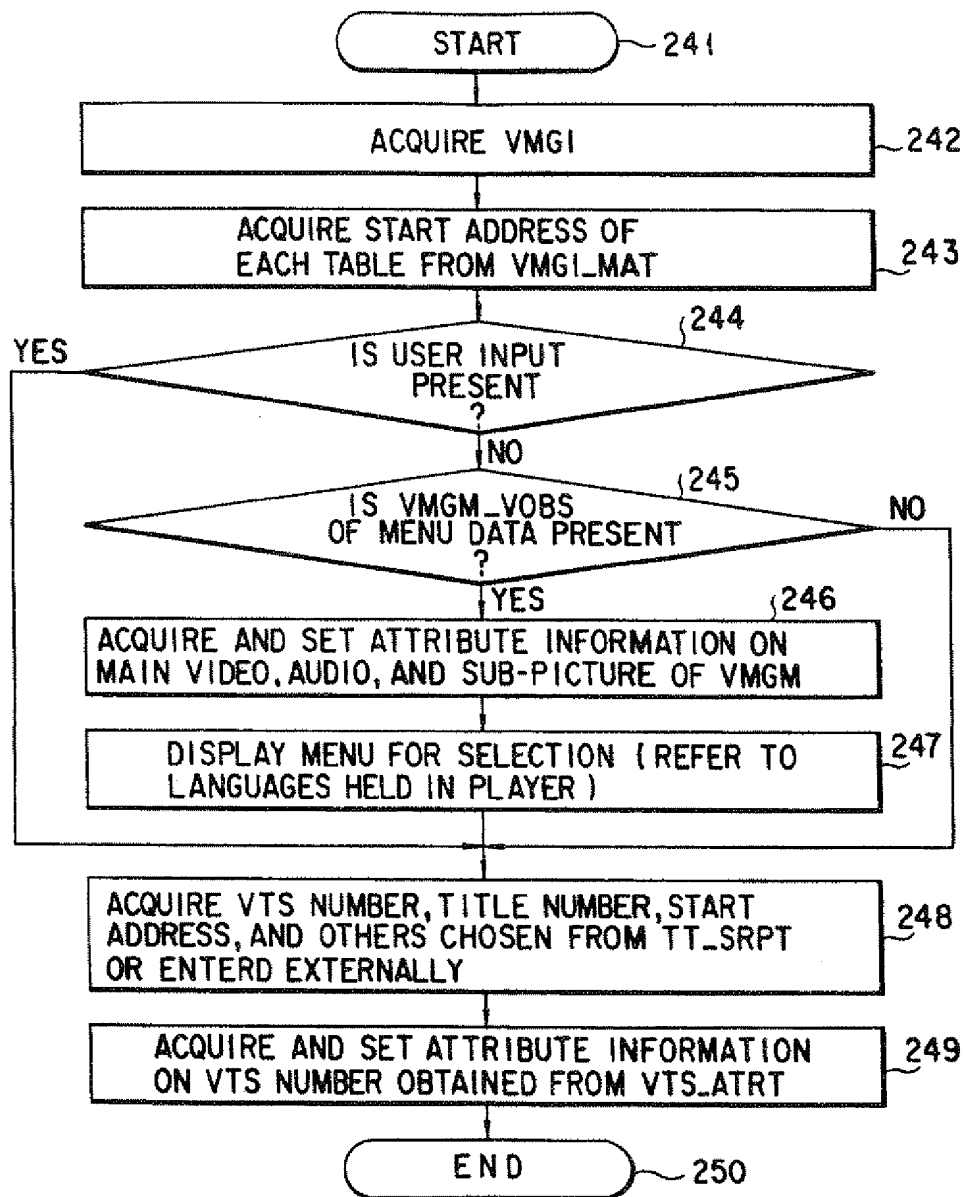 START
241
ACQUIRE VMGI
242
ACQUIRE START ADDRESS OF
EACH TABLE FROM VMGI_MAT
243
244
YES
IS USER INPUT
PRESENT
?
NO
245
IS VMGM_VOBS
OF MENU DATA PRESENT
?
NO
YES
246
ACQUIRE AND SET ATTRIBUTE INFORMATION ON
MAIN VIDEO, AUDIO, AND SUB-PICTURE OF VMGM
DISPLAY MENU FOR SELECTION (REFER TO
LANGUAGES HELD IN PLAYER)
247
ACQUIRE VTS NUMBER, TITLE NUMBER, START
ADDRESS, AND OTHERS CHOSEN FROM TT_SRPT
OR ENTERD EXTERNALLY
248
ACQUIRE AND SET ATTRIBUTE INFORMATION
ON VTS NUMBER OBTAINED FROM VTS_ATRT
249
END
250